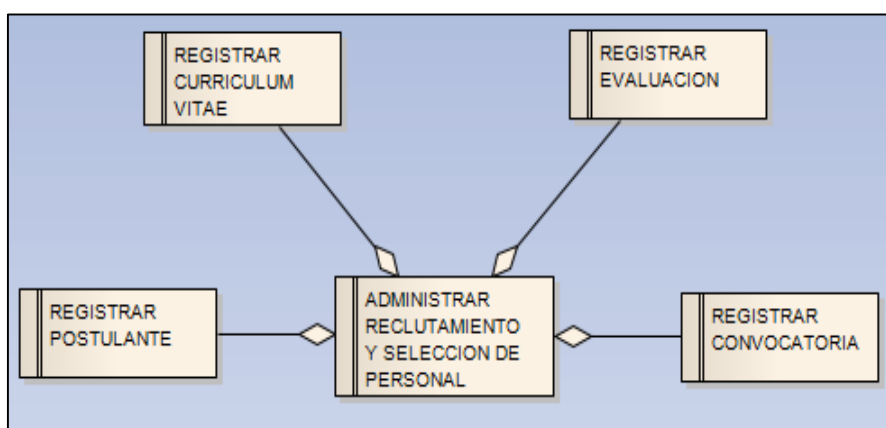 REGISTRAR
CURRICULUM
VITAE
REGISTRAR
EVALUACION
REGISTRAR
POSTULANTE
ADMINISTRAR
RECLUTAMIENTO
Y SELECCION DE
PERSONAL
REGISTRAR
CONVOCATORIA